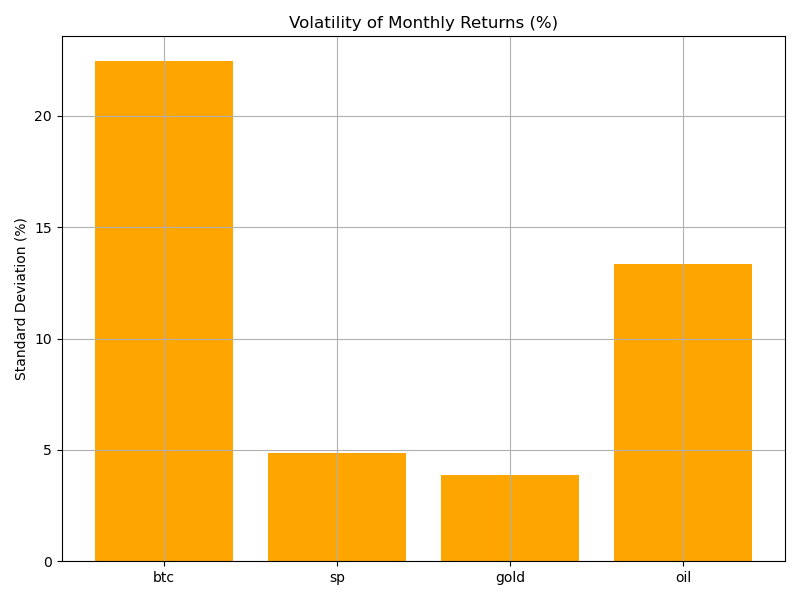 Volatility of Monthly Returns (%)
Standard Deviation (%)
20
15
10
5
0
btc sp gold oil